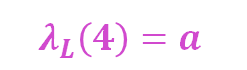 λ_L(4) = a